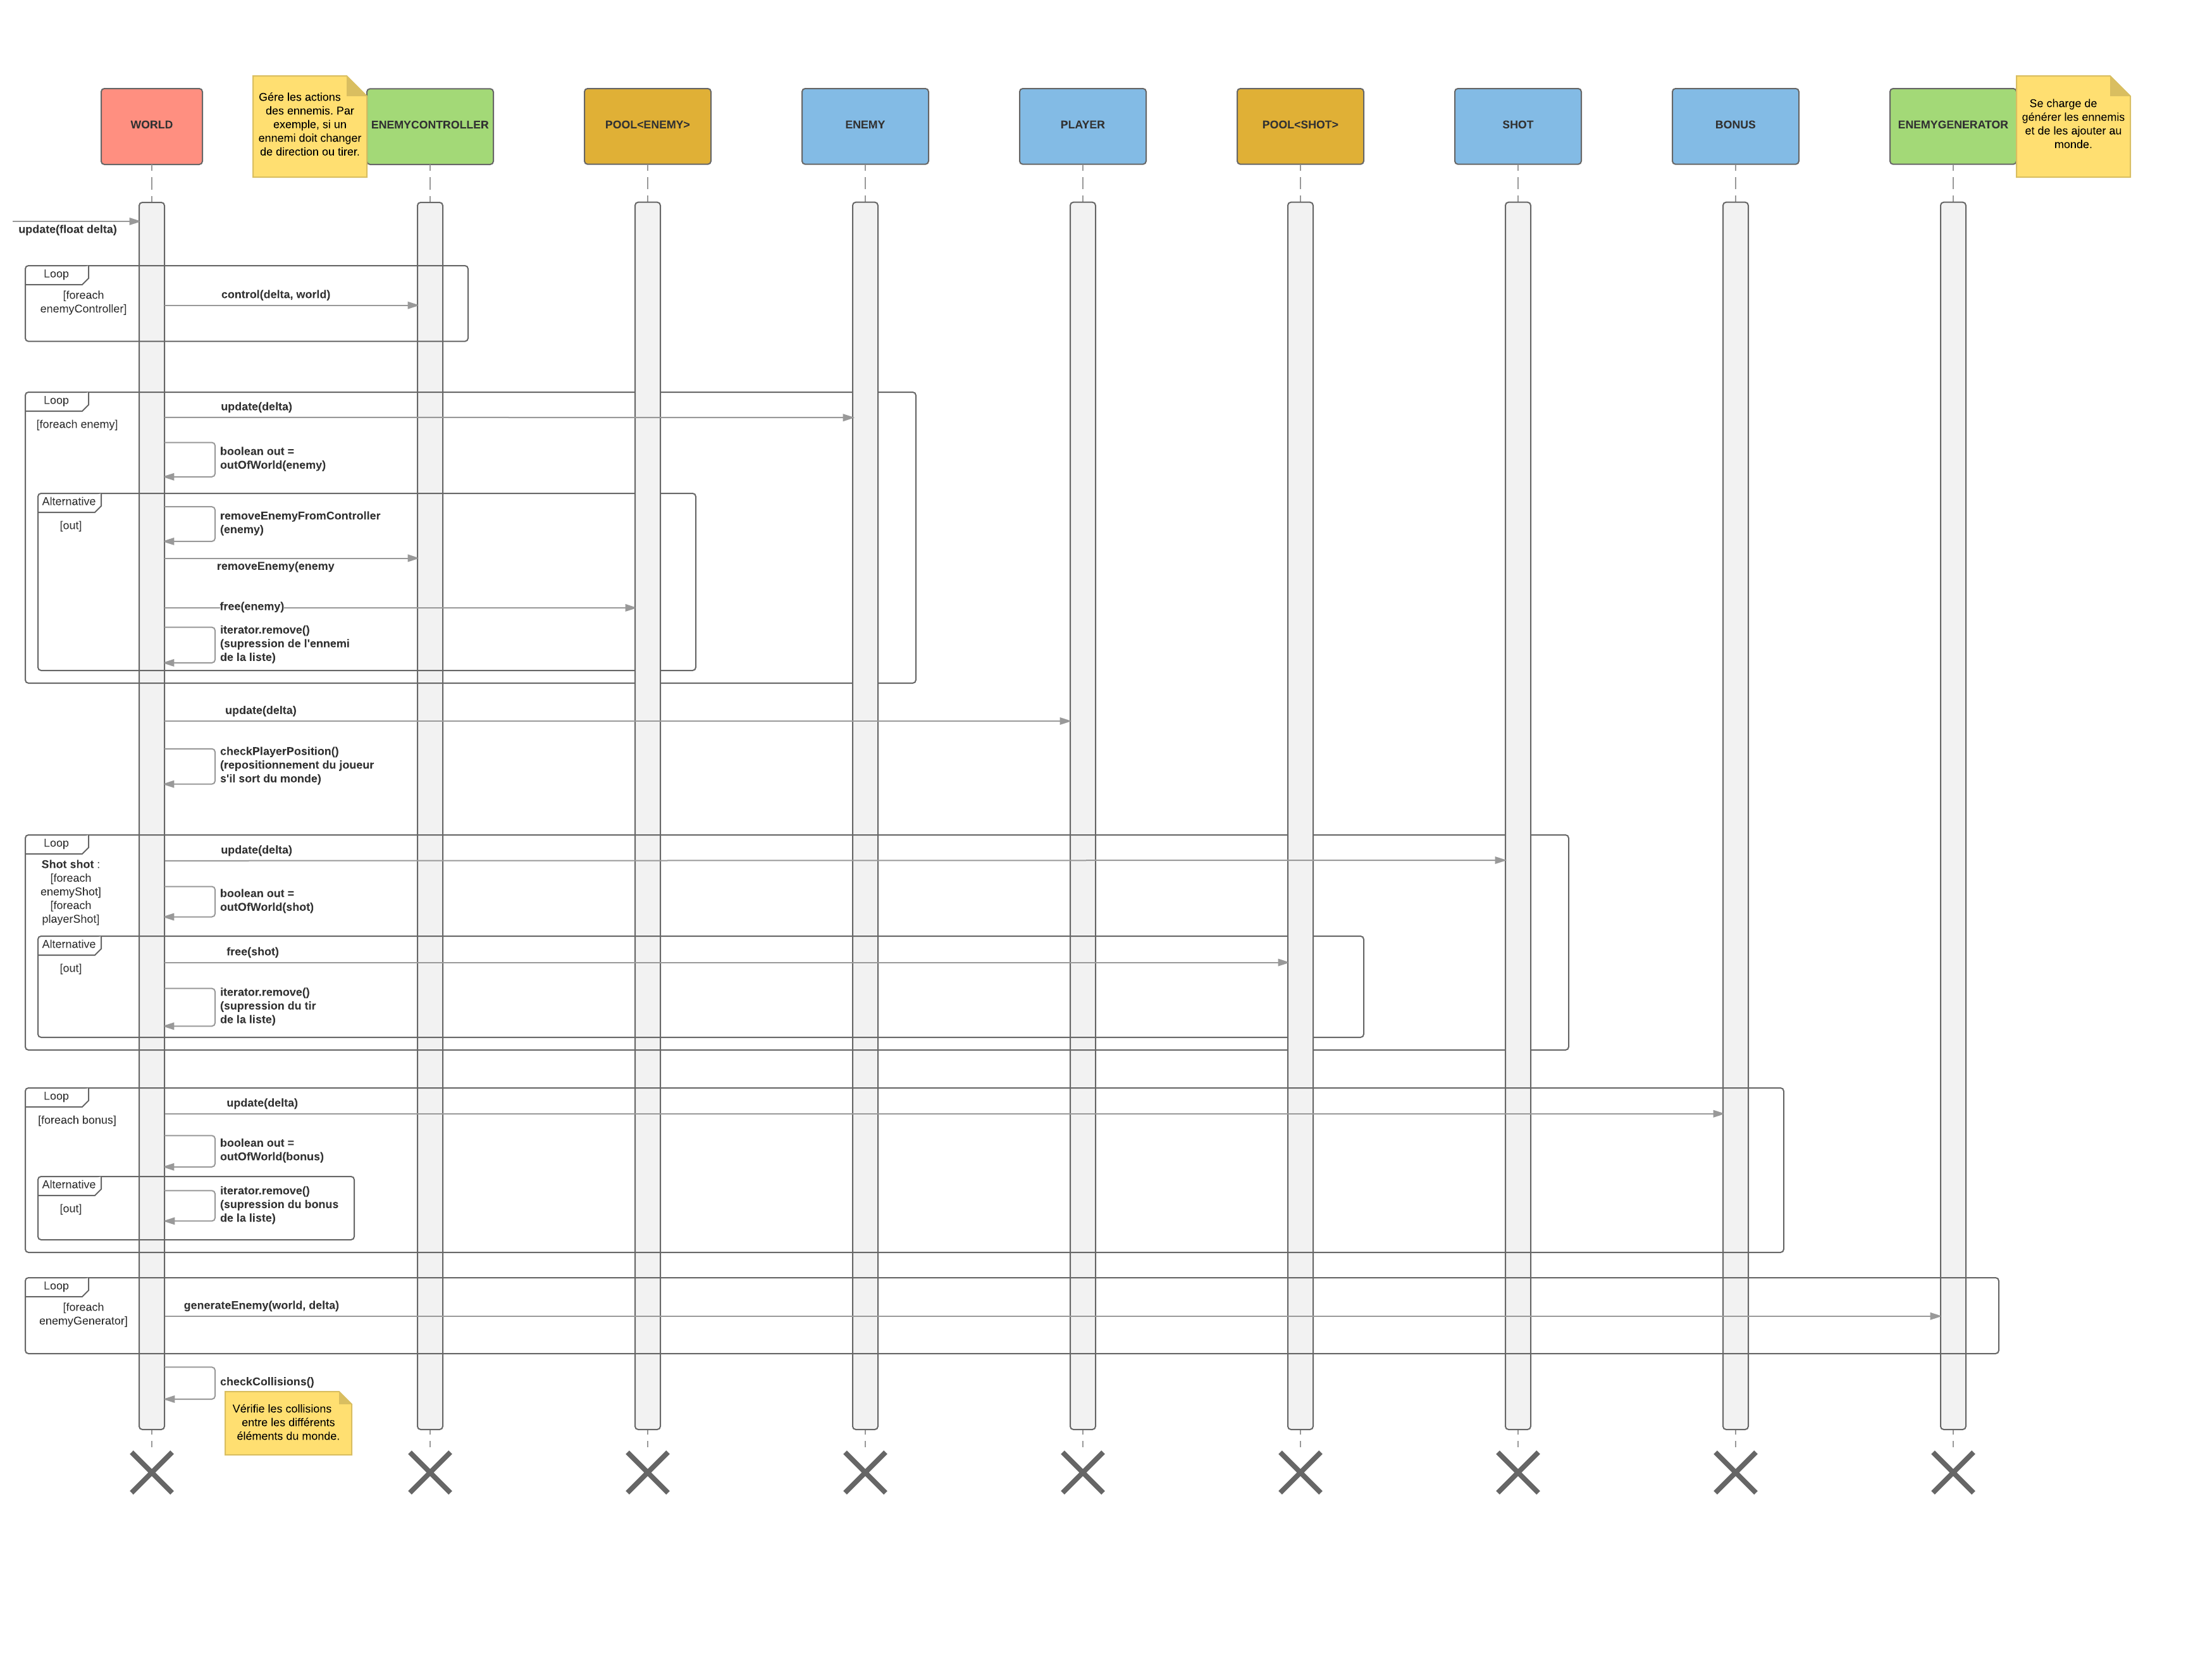 WORLD
Gére les actions
des ennemis. Par
exemple, si un
ennemi doit changer
de direction ou tirer.
ENEMYCONTROLLER
POOL<ENEMY>
ENEMY
PLAYER
POOL<SHOT>
SHOT
BONUS
ENEMYGENERATOR
Se charge de
générer les ennemis
et de les ajouter au
monde.
update(float delta)
Loop
[foreach
enemyController]
control(delta, world)
Loop
[foreach enemy]
update(delta)
boolean out =
outOfWorld(enemy)
Alternative
[out]
removeEnemyFromController
(enemy)
removeEnemy(enemy
free(enemy)
iterator.remove()
(supression de l'ennemi
de la liste)
update(delta)
checkPlayerPosition()
(repositionnement du joueur
s'il sort du monde)
Loop
Shot shot :
[foreach
enemyShot]
[foreach
playerShot]
update(delta)
boolean out =
outOfWorld(shot)
Alternative
[out]
free(shot)
iterator.remove()
(supression du tir
de la liste)
Loop
[foreach bonus]
update(delta)
boolean out =
outOfWorld(bonus)
Alternative
[out]
iterator.remove()
(supression du bonus
de la liste)
Loop
[foreach
enemyGenerator]
generateEnemy(world, delta)
checkCollisions()
Vérifie les collisions
entre les différents
éléments du monde.